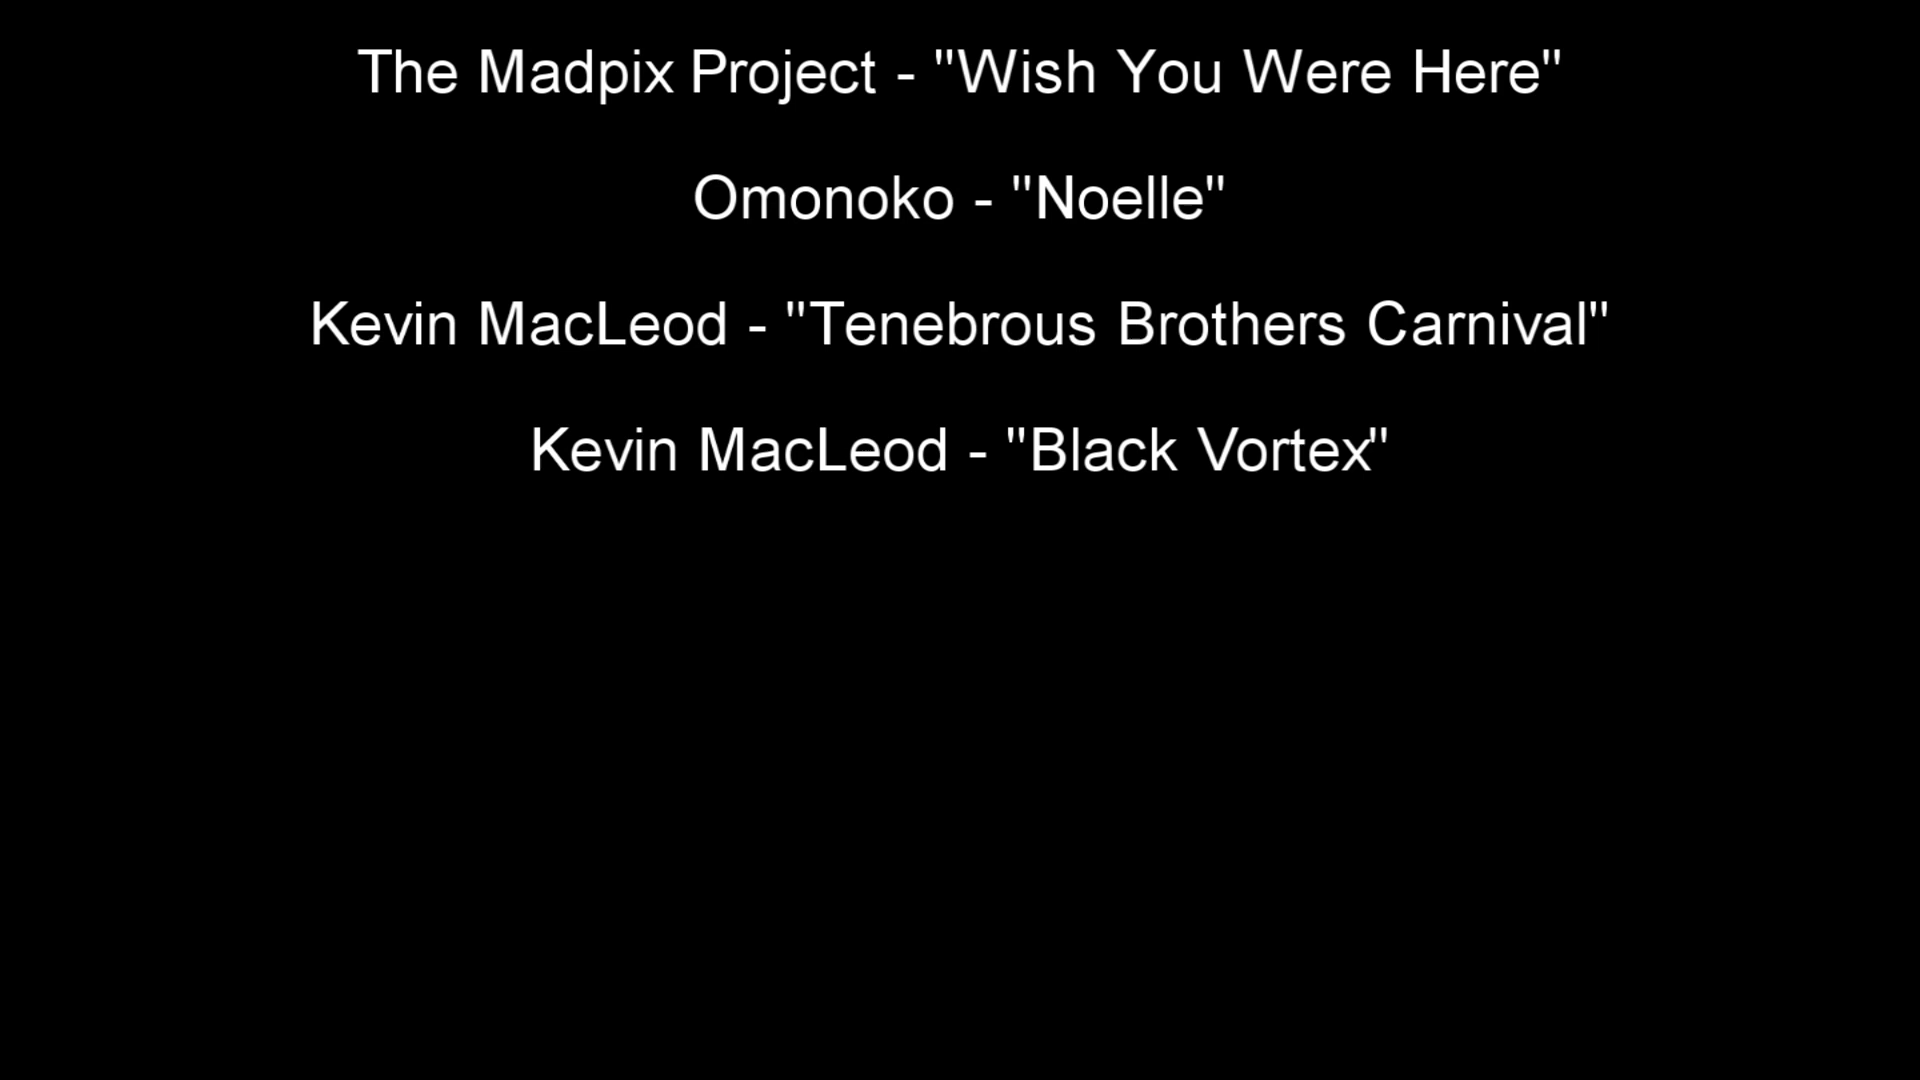 The Madpix Project - "Wish You Were Here"
Omonoko - "Noelle"
Kevin MacLeod - "Tenebrous Brothers Carnival"
Kevin MacLeod - "Black Vortex"